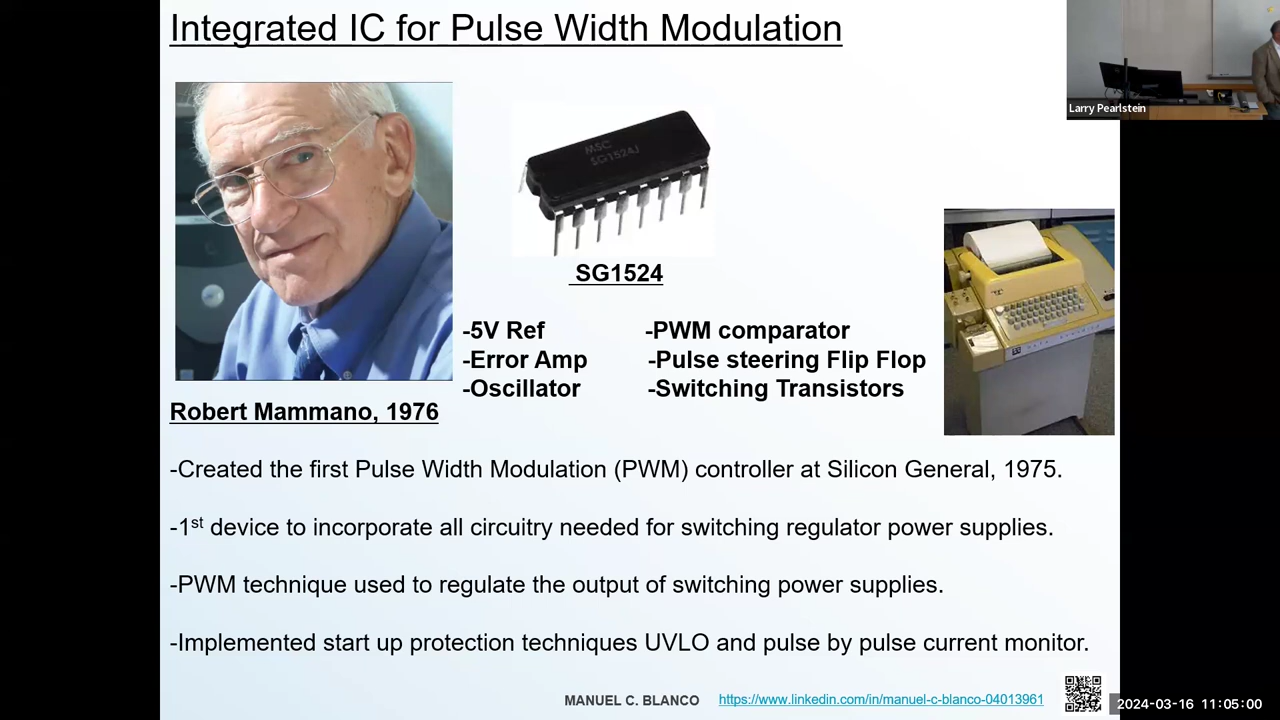 Integrated IC for Pulse Width Modulation
Larry Pearlstein
MSC
SG1524J
SG1524
-5V Ref -PWM comparator
-Error Amp -Pulse steering Flip Flop
-Oscillator -Switching Transistors
Robert Mammano, 1976
-Created the first Pulse Width Modulation (PWM) controller at Silicon General, 1975.
-1st device to incorporate all circuitry needed for switching regulator power supplies.
-PWM technique used to regulate the output of switching power supplies.
-Implemented start up protection techniques UVLO and pulse by pulse current monitor.
MANUEL C. BLANCO https://www.linkedin.com/in/manuel-c-blanco-04013961
2024-03-16 11:05:00